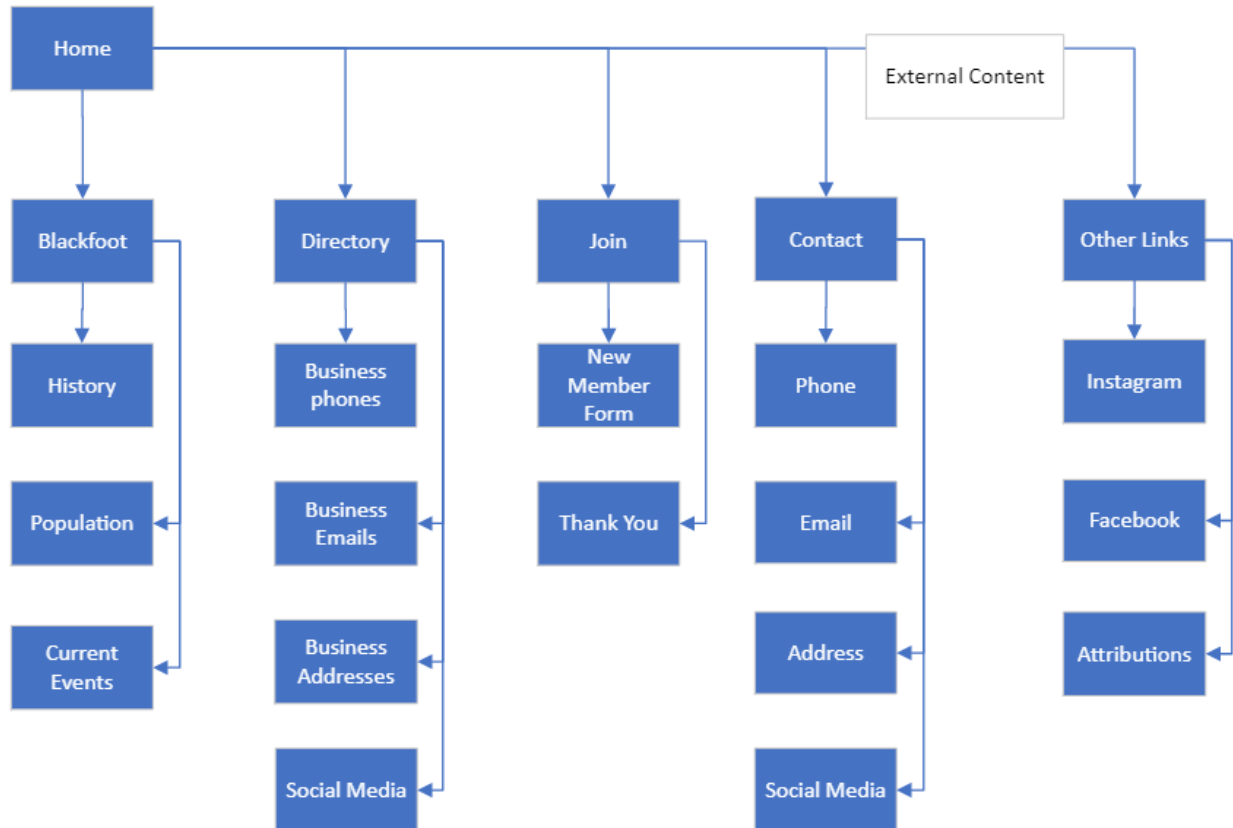 Home
External Content
Blackfoot
Directory
Join
Contact
Other Links
History
Business
phones
New
Member
Form
Phone
Instagram
Population
Business
Emails
Thank You
Email
Facebook
Current
Events
Business
Addresses
Address
Attributions
Social Media
Social Media